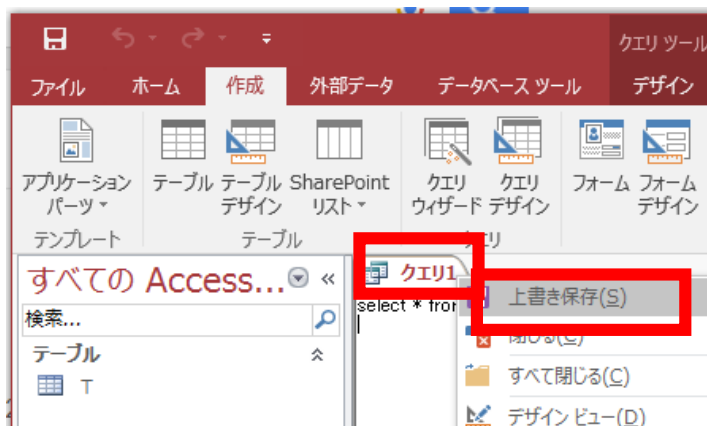 クエリ ツール
ファイル ホーム 作成 外部データ データベース ツール デザイン
アプリケーション パーツ
テーブル
テーブル デザイン
SharePoint リスト
クエリ ウィザード
クエリ デザイン
フォーム
フォーム デザイン
テンプレート
テーブル
すべての Access...
検索...
テーブル
T
クエリ1
select * from
上書き保存(S)
閉じる(C)
すべて閉じる(C)
デザイン ビュー(D)